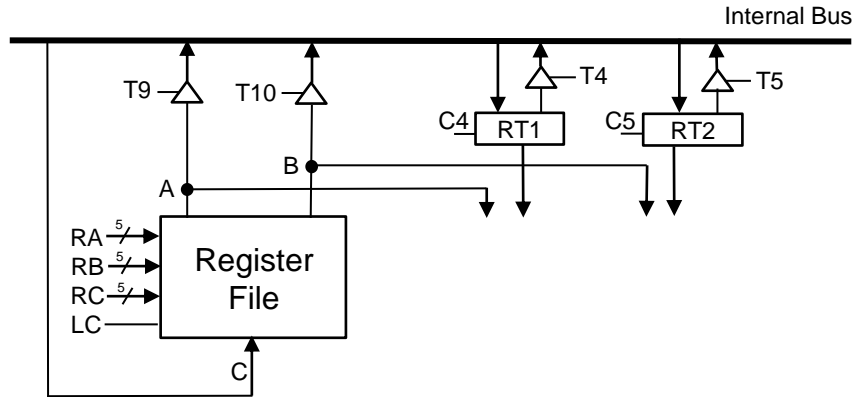 Internal Bus
T9
T10
T4
T5
C4
RT1
C5
RT2
B
A
RA
5
RB
5
RC
5
LC
Register
File
C